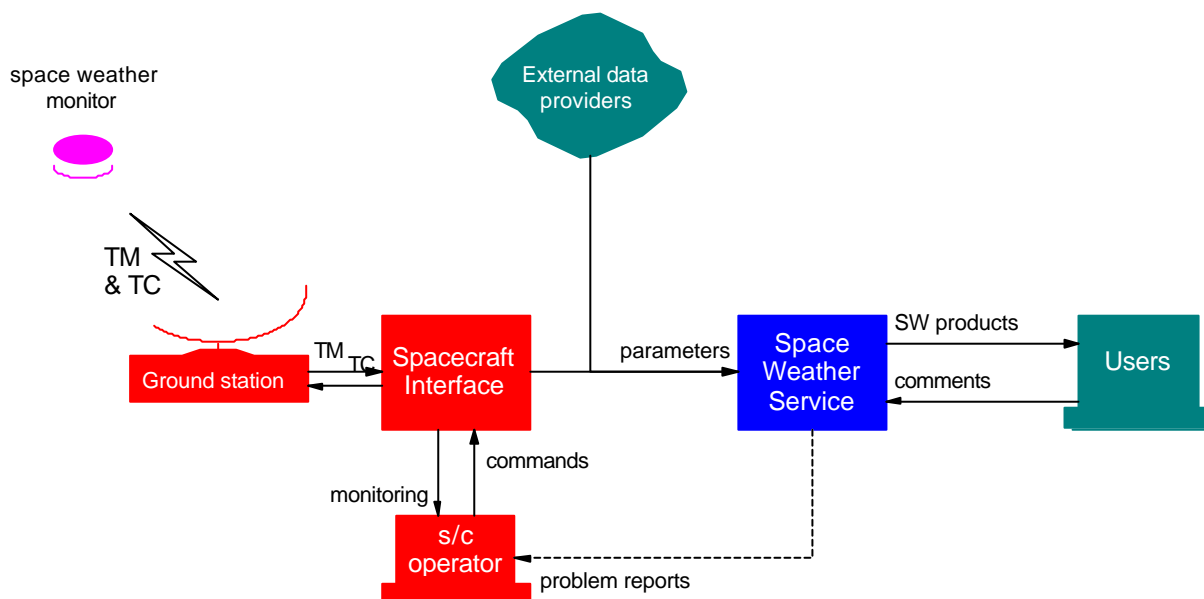 space weather
monitor
External data
providers
TM
& TC
Ground station
TM
TC
Spacecraft
Interface
parameters
Space
Weather
Service
SW products
comments
Users
commands
monitoring
s/c
operator
problem reports